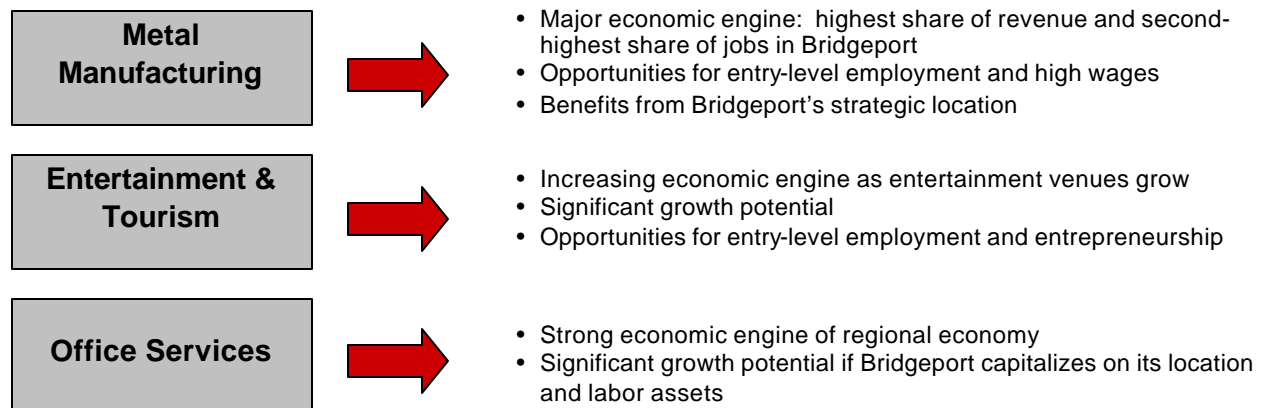 Metal
Manufacturing
• Major economic engine:  highest share of revenue and second-
highest share of jobs in Bridgeport
• Opportunities for entry-level employment and high wages
• Benefits from Bridgeport's strategic location
Entertainment &
Tourism
• Increasing economic engine as entertainment venues grow
• Significant growth potential
• Opportunities for entry-level employment and entrepreneurship
Office Services
• Strong economic engine of regional economy
• Significant growth potential if Bridgeport capitalizes on its location
and labor assets